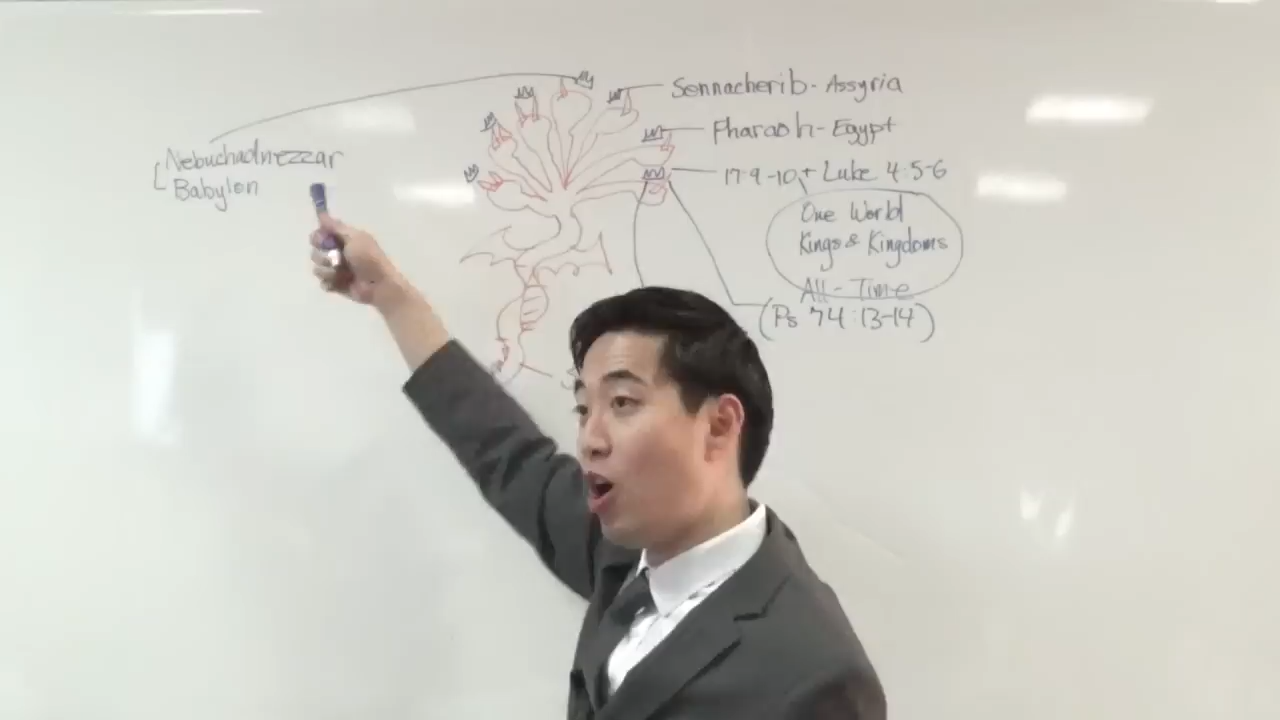 Sennacherib - Assyria
Pharaoh - Egypt
Nebuchadnezzar
Babylon
17:9-10 + Luke 4:5-6
One World
Kings & Kingdoms
All - Time
(Ps 74:13-14)